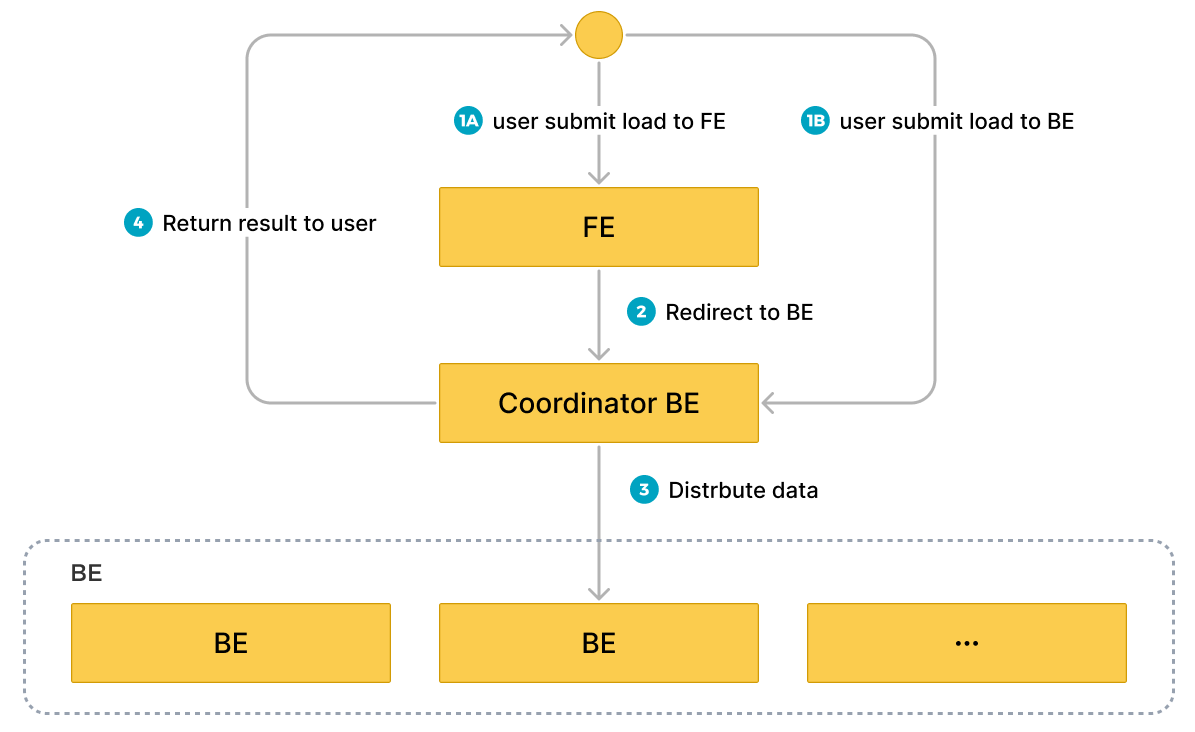 1A user submit load to FE
1B user submit load to BE
4 Return result to user
FE
2 Redirect to BE
Coordinator BE
3 Distrbute data
BE
BE
BE
...